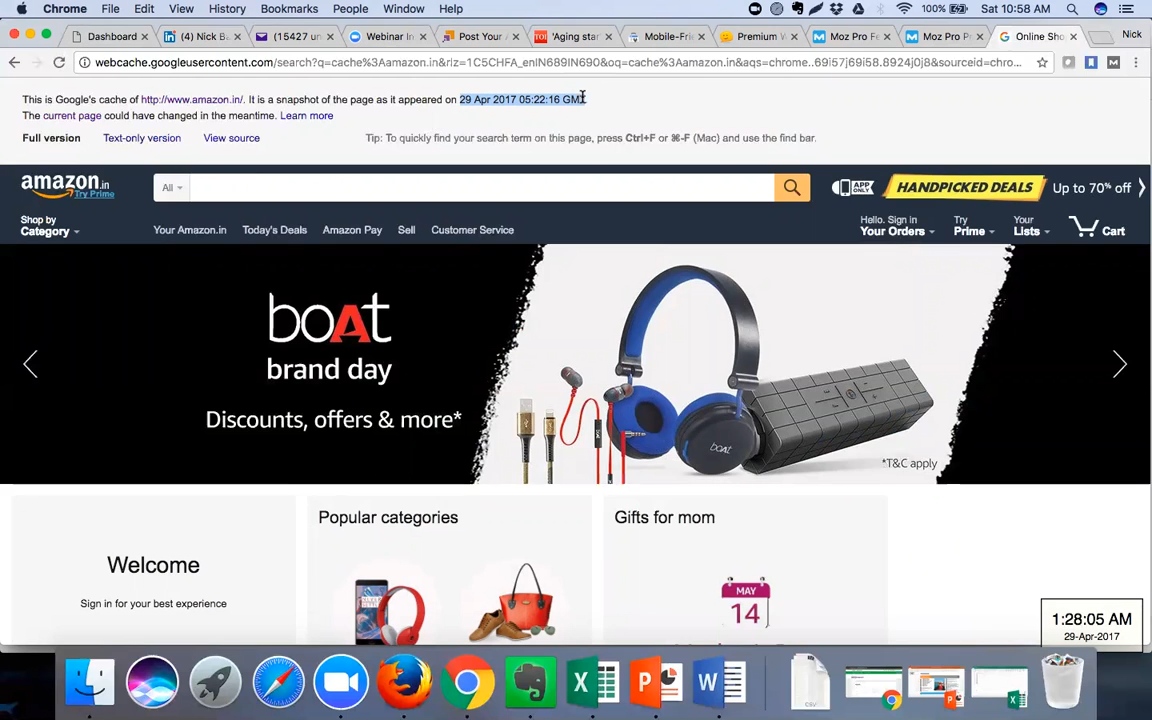 Chrome File Edit View History Bookmarks People Window Help 100% Sat 10:58 AM
Dashboard (4) Nick Ba (15427 un Webinar Ire Post Your 'Aging star Mobile-Frie Premium W Moz Pro Fe Moz Pro P Online Sho Nick
webcache.googleusercontent.com/search?q=cache%3Aamazon.in&rlz=1C5CHFA_enIN689IN690&oq=cache%3Aamazon.in&aqs=chrome..69i57j69i58.8924j0j8&sourceid=chro...
This is Google's cache of http://www.amazon.in/. It is a snapshot of the page as it appeared on 29 Apr 2017 05:22:16 GMT
The current page could have changed in the meantime. Learn more
Full version Text-only version View source Tip: To quickly find your search term on this page, press Ctrl+F or ⌘-F (Mac) and use the find bar.
amazon.in
Try Prime
All
APP ONLY
HANDPICKED DEALS Up to 70% off
Shop by
Category
Your Amazon.in Today's Deals Amazon Pay Sell Customer Service
Hello. Sign in
Your Orders
Try
Prime
Your
Lists
Cart
boAt
brand day
Discounts, offers & more*
boAt
*T&C apply
Welcome
Sign in for your best experience
Popular categories
Gifts for mom
MAY
14
1:28:05 AM
29-Apr-2017
X
P
W
CSV